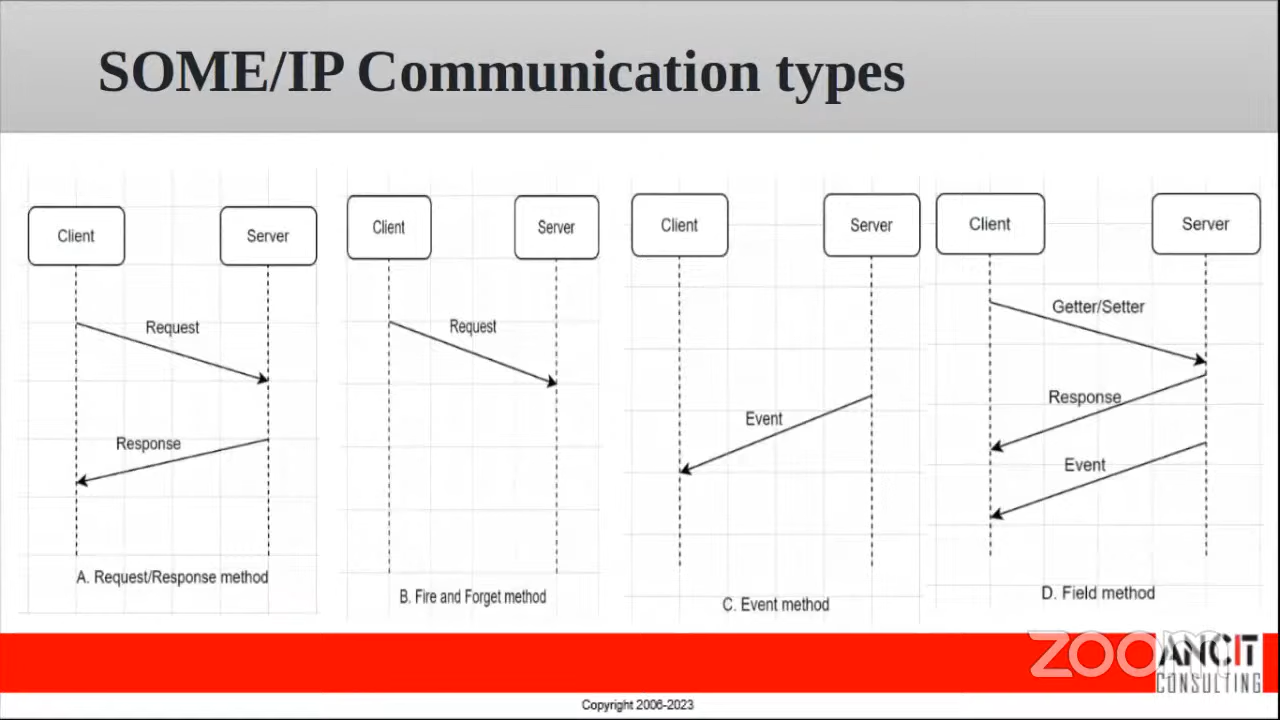 SOME/IP Communication types
Client
Server
Request
Response
A. Request/Response method
Client
Server
Request
B. Fire and Forget method
Client
Server
Event
C. Event method
Client
Server
Getter/Setter
Response
Event
D. Field method
zoom
ANCIT
CONSULTING
Copyright 2006-2023